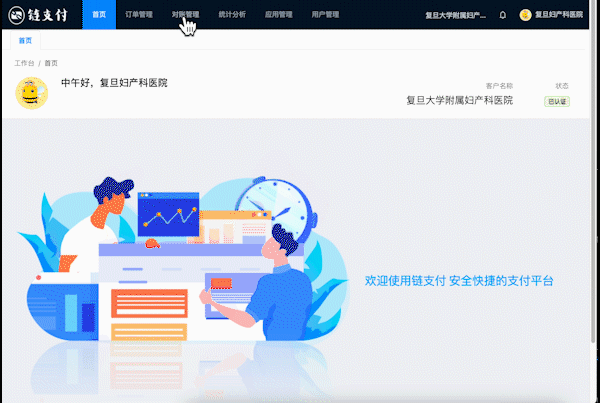 链支付 首页 订单管理 对账管理 统计分析 应用管理 用户管理 复旦大学附属妇产... 复旦妇产科医院
首页
工作台 / 首页
中午好，复旦妇产科医院
客户名称 状态
复旦大学附属妇产科医院 已认证
欢迎使用链支付 安全快捷的支付平台